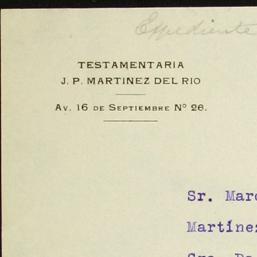 Expediente
TESTAMENTARIA
J. P. MARTINEZ DEL RIO
AV. 16 DE SEPTIEMBRE Nº 26.
Sr. Marc
Martínez